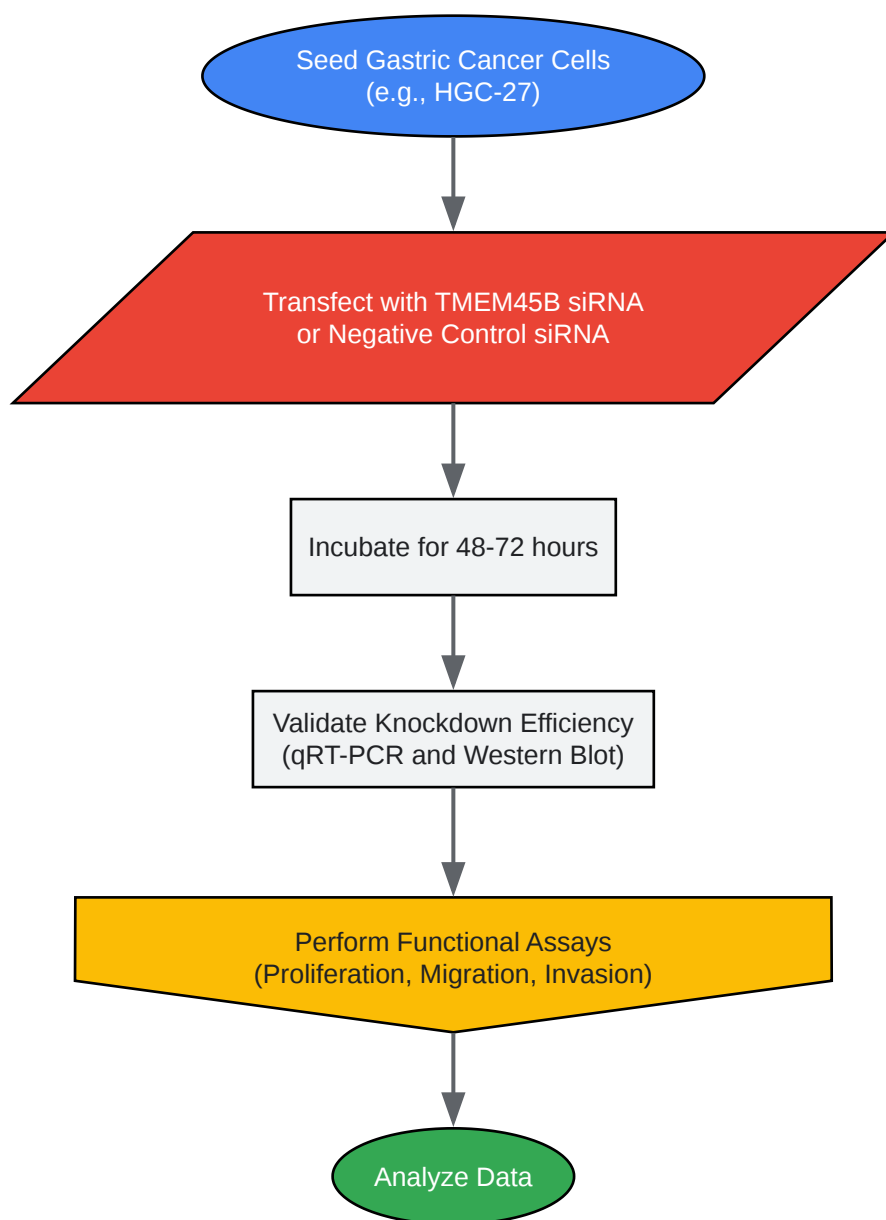 Seed Gastric Cancer Cells
(e.g., HGC-27)
Transfect with TMEM45B siRNA
or Negative Control siRNA
Incubate for 48-72 hours
Validate Knockdown Efficiency
(qRT-PCR and Western Blot)
Perform Functional Assays
(Proliferation, Migration, Invasion)
Analyze Data